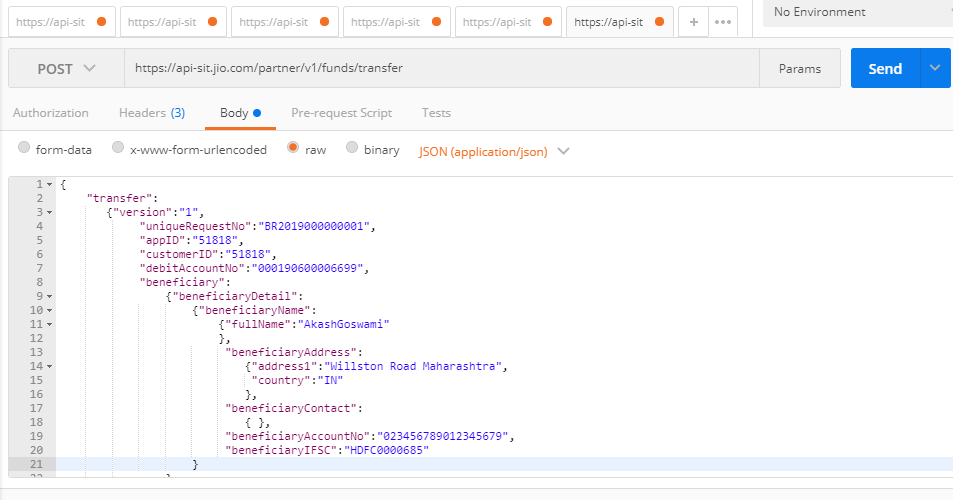 https://api-sit https://api-sit https://api-sit https://api-sit https://api-sit https://api-sit + ••• No Environment
POST https://api-sit.jio.com/partner/v1/funds/transfer Params Send
Authorization Headers (3) Body Pre-request Script Tests
form-data x-www-form-urlencoded raw binary JSON (application/json)
1 {
2 "transfer":
3 {"version":"1",
4 "uniqueRequestNo":"BR2019000000001",
5 "appID":"51818",
6 "customerID":"51818",
7 "debitAccountNo":"000190600006699",
8 "beneficiary":
9 {"beneficiaryDetail":
10 {"beneficiaryName":
11 {"fullName":"AkashGoswami"
12 },
13 "beneficiaryAddress":
14 {"address1":"Willston Road Maharashtra",
15 "country":"IN"
16 },
17 "beneficiaryContact":
18 { },
19 "beneficiaryAccountNo":"023456789012345679",
20 "beneficiaryIFSC":"HDFC0000685"
21 }